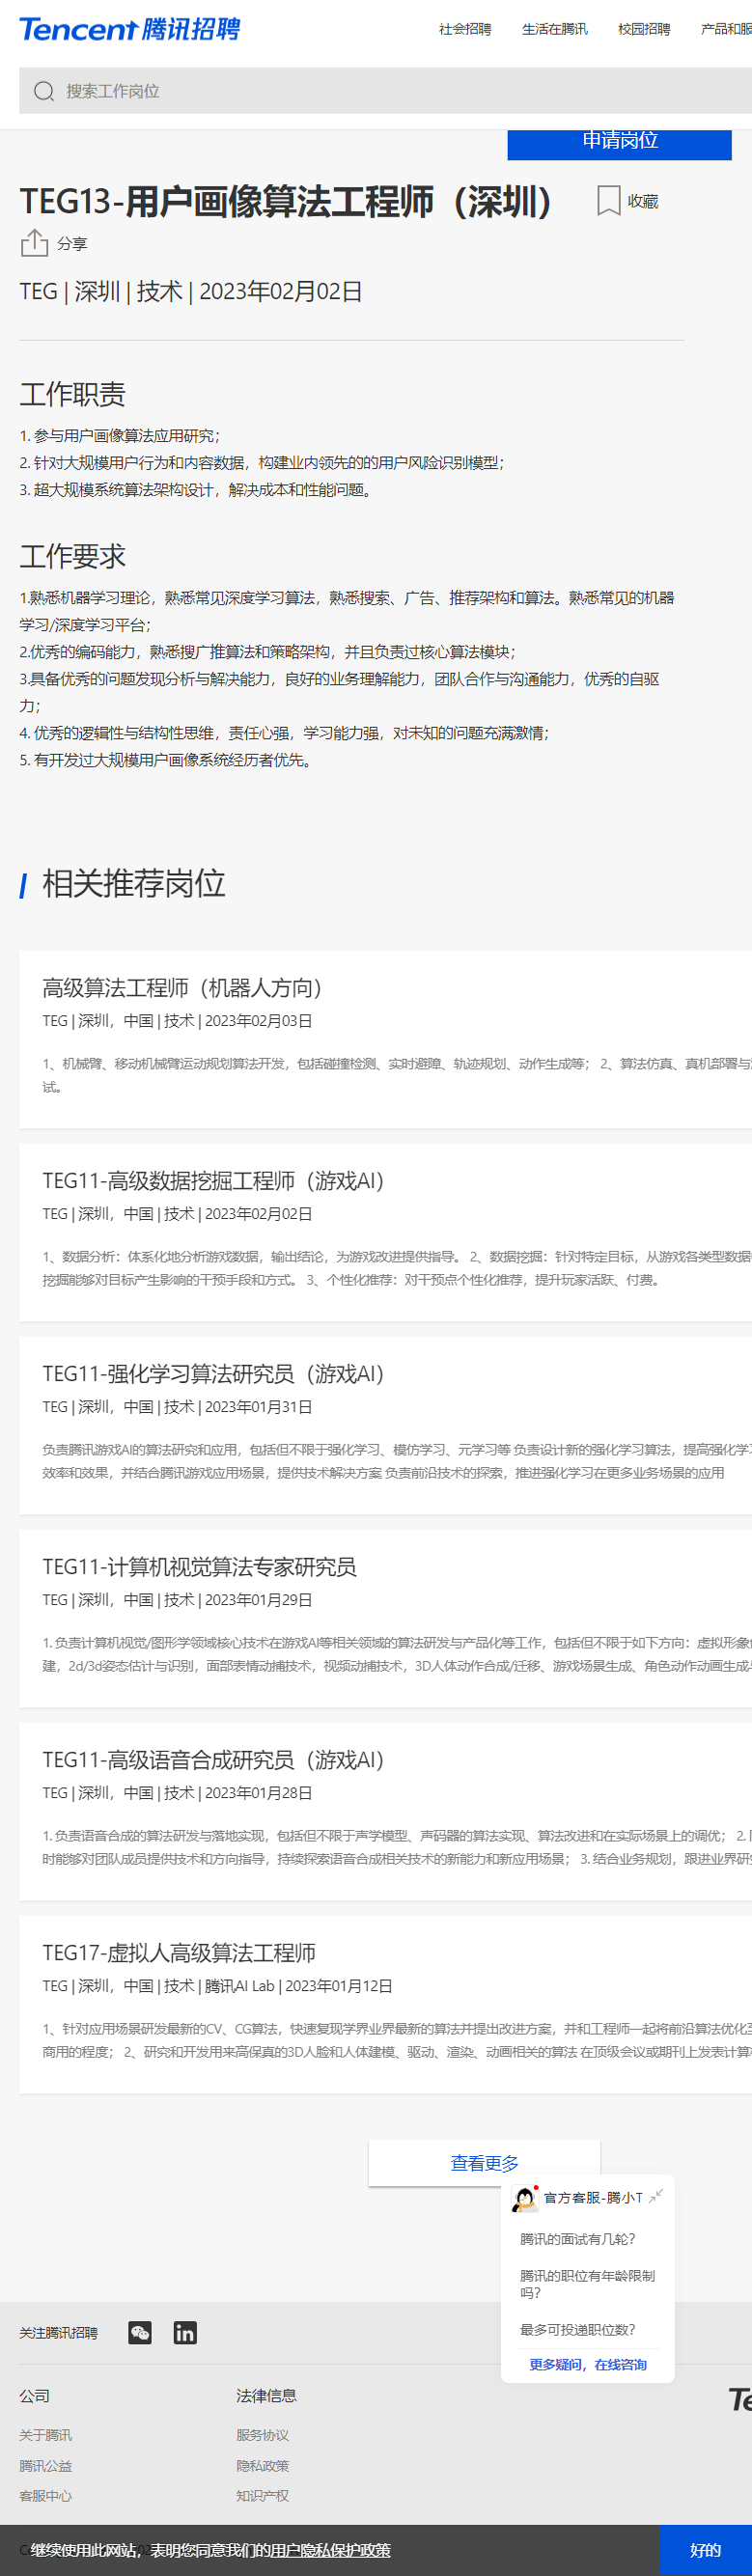 Tencent 腾讯招聘
社会招聘 生活在腾讯 校园招聘 产品和服
搜索工作岗位
申请岗位
TEG13-用户画像算法工程师（深圳） 收藏
分享
TEG | 深圳 | 技术 | 2023年02月02日
工作职责
1. 参与用户画像算法应用研究；
2. 针对大规模用户行为和内容数据，构建业内领先的的用户风险识别模型；
3. 超大规模系统算法架构设计，解决成本和性能问题。
工作要求
1.熟悉机器学习理论，熟悉常见深度学习算法，熟悉搜索、广告、推荐架构和算法。熟悉常见的机器
学习/深度学习平台；
2.优秀的编码能力，熟悉搜广推算法和策略架构，并且负责过核心算法模块；
3.具备优秀的问题发现分析与解决能力，良好的业务理解能力，团队合作与沟通能力，优秀的自驱
力；
4. 优秀的逻辑性与结构性思维，责任心强，学习能力强，对未知的问题充满激情；
5. 有开发过大规模用户画像系统经历者优先。
相关推荐岗位
高级算法工程师（机器人方向）
TEG | 深圳，中国 | 技术 | 2023年02月03日
1、机械臂、移动机械臂运动规划算法开发，包括碰撞检测、实时避障、轨迹规划、动作生成等； 2、算法仿真、真机部署与
试。
TEG11-高级数据挖掘工程师（游戏AI）
TEG | 深圳，中国 | 技术 | 2023年02月02日
1、数据分析：体系化地分析游戏数据，输出结论，为游戏改进提供指导。 2、数据挖掘：针对特定目标，从游戏各类型数据
挖掘能够对目标产生影响的干预手段和方式。 3、个性化推荐：对干预点个性化推荐，提升玩家活跃、付费。
TEG11-强化学习算法研究员（游戏AI）
TEG | 深圳，中国 | 技术 | 2023年01月31日
负责腾讯游戏AI的算法研究和应用，包括但不限于强化学习、模仿学习、元学习等 负责设计新的强化学习算法，提高强化学
效率和效果，并结合腾讯游戏应用场景，提供技术解决方案 负责前沿技术的探索，推进强化学习在更多业务场景的应用
TEG11-计算机视觉算法专家研究员
TEG | 深圳，中国 | 技术 | 2023年01月29日
1. 负责计算机视觉/图形学领域核心技术在游戏AI等相关领域的算法研发与产品化等工作，包括但不限于如下方向：虚拟形象
建，2d/3d姿态估计与识别，面部表情动捕技术，视频动捕技术，3D人体动作合成/迁移、游戏场景生成、角色动作动画生成
TEG11-高级语音合成研究员（游戏AI）
TEG | 深圳，中国 | 技术 | 2023年01月28日
1. 负责语音合成的算法研发与落地实现，包括但不限于声学模型、声码器的算法实现、算法改进和在实际场景上的调优； 2.
时能够对团队成员提供技术和方向指导，持续探索语音合成相关技术的新能力和新应用场景； 3. 结合业务规划，跟进业界研
TEG17-虚拟人高级算法工程师
TEG | 深圳，中国 | 技术 | 腾讯AI Lab | 2023年01月12日
1、针对应用场景研发最新的CV、CG算法，快速复现学界业界最新的算法并提出改进方案，并和工程师一起将前沿算法优化至
商用的程度； 2、研究和开发用来高保真的3D人脸和人体建模、驱动、渲染、动画相关的算法 在顶级会议或期刊上发表计算
查看更多
官方客服-腾小T
腾讯的面试有几轮？
腾讯的职位有年龄限制
吗？
最多可投递职位数？
更多疑问，在线咨询
关注腾讯招聘
公司 法律信息
关于腾讯 服务协议
腾讯公益 隐私政策
客服中心 知识产权
继续使用此网站，表明您同意我们的用户隐私保护政策 好的